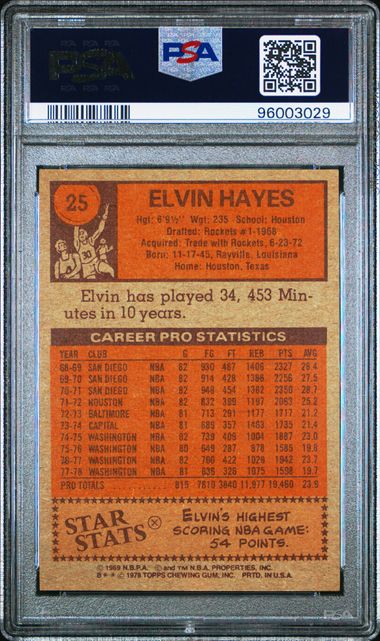 PSA
PSA
96003029
25
ELVIN HAYES
Hgt: 6'9½" Wgt: 235 School: Houston
Drafted: Rockets #1-1968
Acquired: Trade with Rockets, 6-23-72
Born: 11-17-45, Rayville, Louisiana
Home: Houston, Texas
Elvin has played 34, 453 Min-
utes in 10 years.
CAREER PRO STATISTICS
YEAR CLUB G FG FT REB PTS AVG
68-69 SAN DIEGO NBA 82 930 467 1406 2327 28.4
69-70 SAN DIEGO NBA 82 914 428 1386 2256 27.5
70-71 SAN DIEGO NBA 82 948 454 1362 2350 28.7
71-72 HOUSTON NBA 82 832 399 1197 2063 25.2
72-73 BALTIMORE NBA 81 713 291 1177 1717 21.2
73-74 CAPITAL NBA 81 689 357 1463 1735 21.4
74-75 WASHINGTON NBA 82 739 409 1004 1887 23.0
75-76 WASHINGTON NBA 80 649 287 878 1585 19.8
76-77 WASHINGTON NBA 82 760 422 1029 1942 23.7
77-78 WASHINGTON NBA 81 636 326 1075 1598 19.7
PRO TOTALS 815 7810 3840 11,977 19,460 23.9
STAR
STATS
ELVIN'S HIGHEST
SCORING NBA GAME:
54 POINTS.
© 1969 N.B.P.A. © and TM N.B.A. PROPERTIES, INC.
B ** © 1978 TOPPS CHEWING GUM, INC. PRTD. IN U.S.A.
PSA